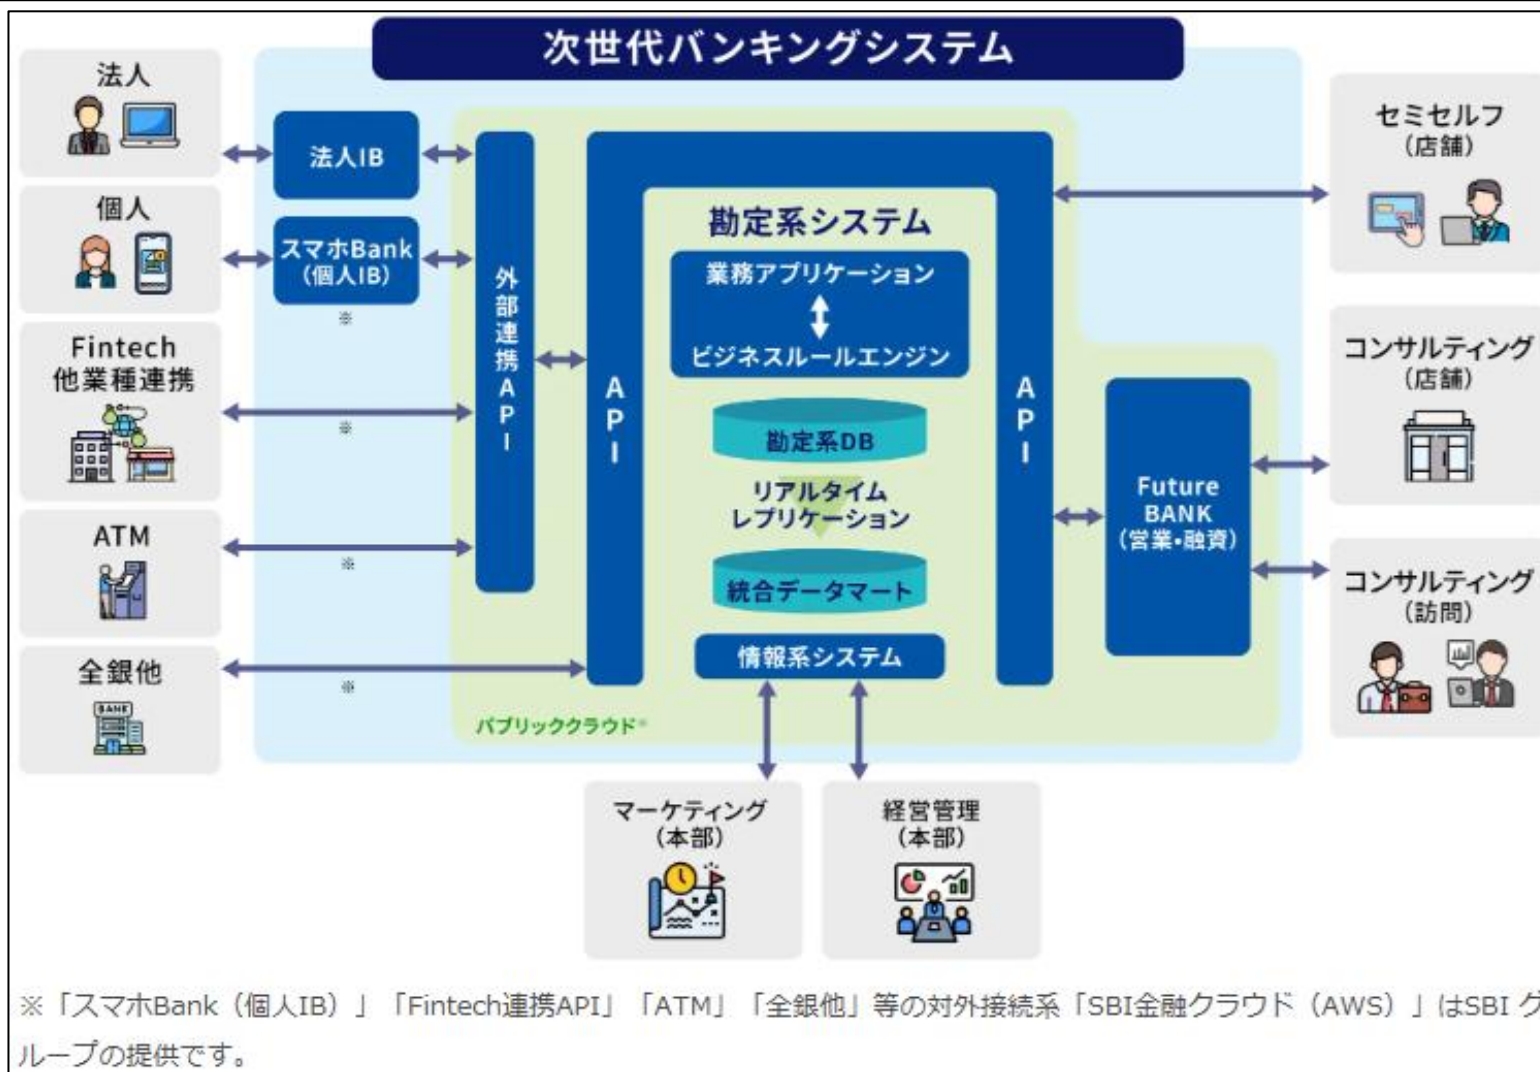 次世代バンキングシステム
法人
個人
Fintech
他業種連携
ATM
全銀他
BANK
法人IB
スマホBank
（個人IB）
※
※
※
※
外部連携API
API
勘定系システム
業務アプリケーション
ビジネスルールエンジン
勘定系DB
リアルタイム
レプリケーション
統合データマート
情報系システム
API
パブリッククラウド※
Future
BANK
（営業・融資）
セミセルフ
（店舗）
コンサルティング
（店舗）
コンサルティング
（訪問）
マーケティング
（本部）
経営管理
（本部）
※「スマホBank（個人IB）」「Fintech連携API」「ATM」「全銀他」等の対外接続系「SBI金融クラウド（AWS）」はSBI グ
ループの提供です。